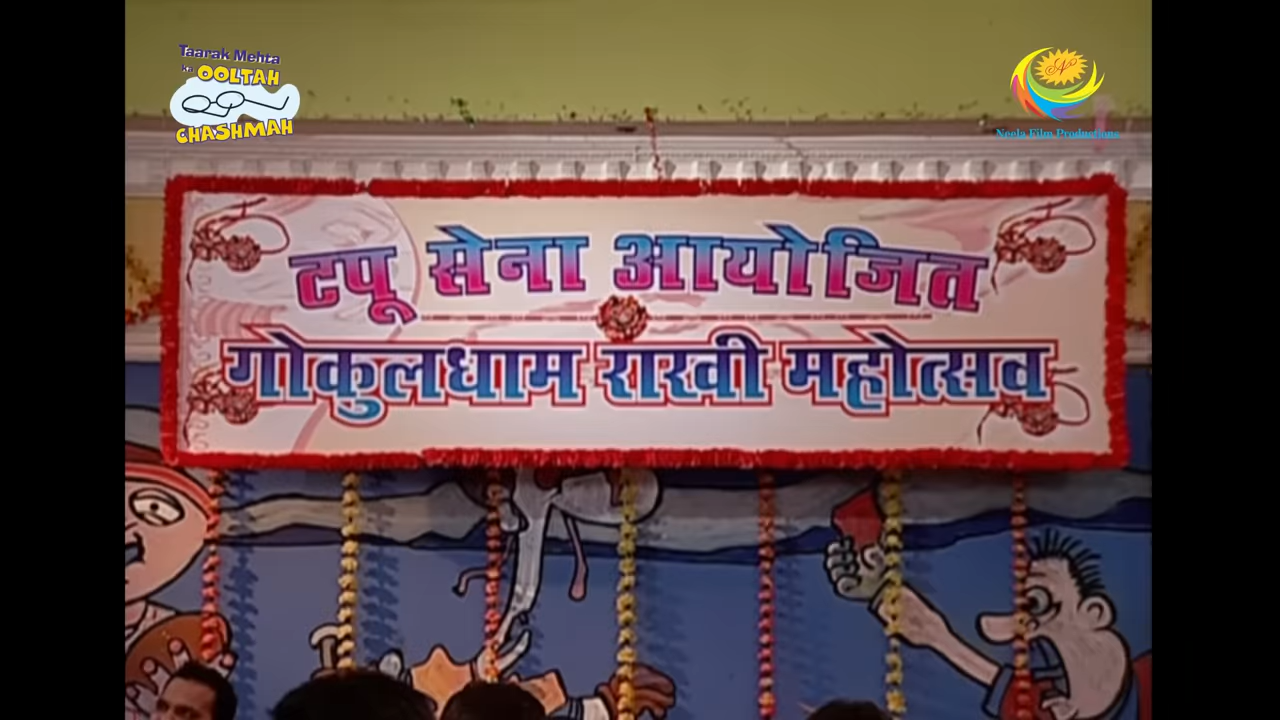 Taarak Mehta
ka OOLTAH
CHASHMAH
Neela Film Productions
टपू सेना आयोजित
गोकुलधाम राखी महोत्सव